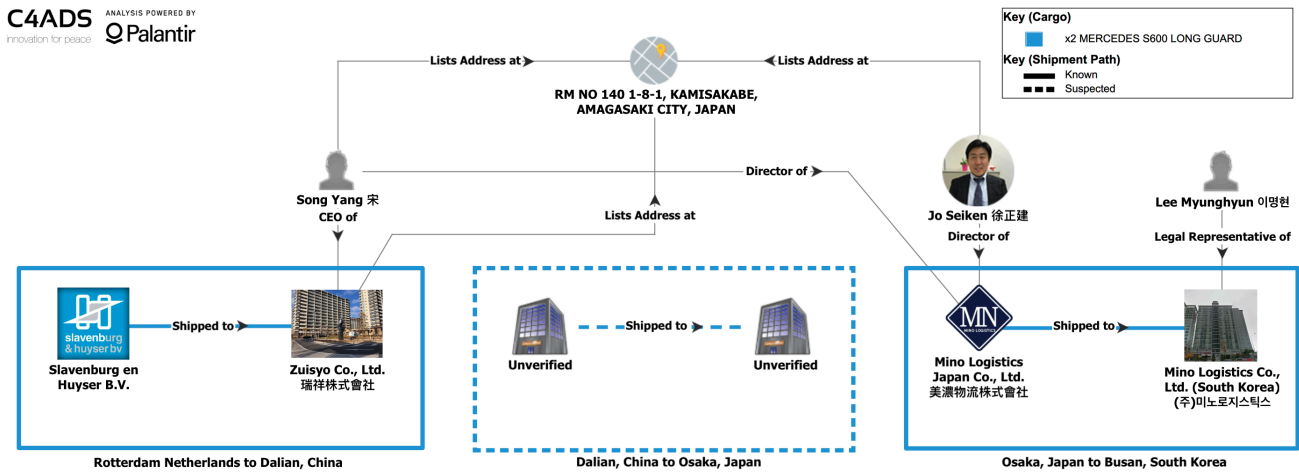 C4ADS
innovation for peace
ANALYSIS POWERED BY
Palantir
Key (Cargo)
x2 MERCEDES S600 LONG GUARD
Key (Shipment Path)
Known
Suspected
Lists Address at
Lists Address at
RM NO 140 1-8-1, KAMISAKABE,
AMAGASAKI CITY, JAPAN
Song Yang 宋
CEO of
Director of
Lists Address at
Jo Seiken 徐正建
Director of
Lee Myunghyun 이명현
Legal Representative of
slavenburg
& huyser bv
Shipped to
Slavenburg en
Huyser B.V.
Zuisyo Co., Ltd.
瑞祥株式會社
Rotterdam Netherlands to Dalian, China
Shipped to
Unverified
Unverified
Dalian, China to Osaka, Japan
MN
MINO LOGISTICS
Shipped to
Mino Logistics
Japan Co., Ltd.
美濃物流株式會社
Mino Logistics Co.,
Ltd. (South Korea)
(주)미노로지스틱스
Osaka, Japan to Busan, South Korea